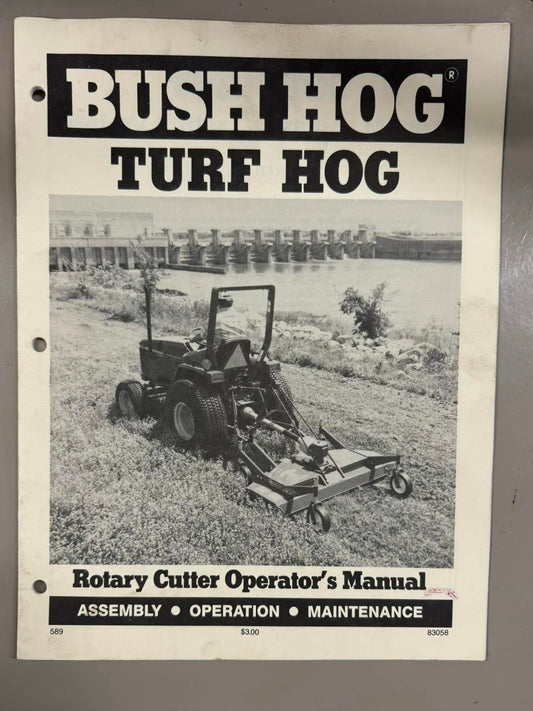 BUSH HOG®
TURF HOG
Rotary Cutter Operator's Manual
ASSEMBLY • OPERATION • MAINTENANCE
589 $3.00 83058